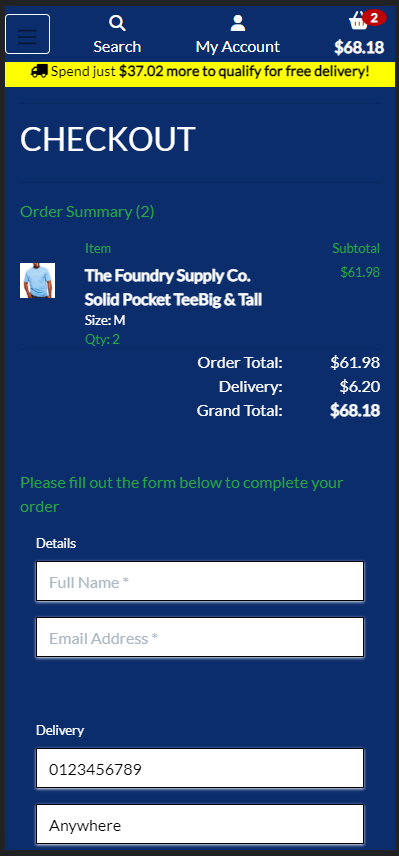 2
Search My Account $68.18
Spend just $37.02 more to qualify for free delivery!
CHECKOUT
Order Summary (2)
Item Subtotal
The Foundry Supply Co. $61.98
Solid Pocket TeeBig & Tall
Size: M
Qty: 2
Order Total: $61.98
Delivery: $6.20
Grand Total: $68.18
Please fill out the form below to complete your
order
Details
Full Name *
Email Address *
Delivery
0123456789
Anywhere